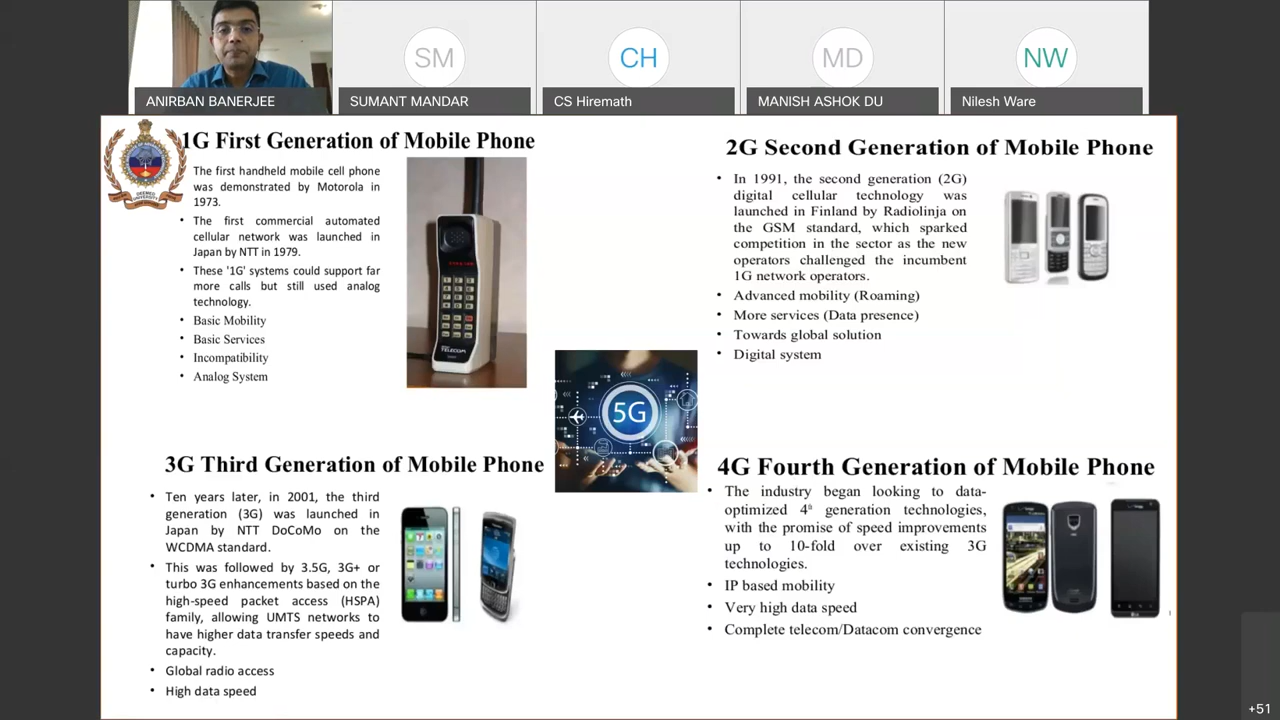 ANIRBAN BANERJEE
SM
SUMANT MANDAR
CH
CS Hiremath
MD
MANISH ASHOK DU
NW
Nilesh Ware
1G First Generation of Mobile Phone
The first handheld mobile cell phone
was demonstrated by Motorola in
1973.
• The first commercial automated
cellular network was launched in
Japan by NTT in 1979.
• These '1G' systems could support far
more calls but still used analog
technology.
• Basic Mobility
• Basic Services
• Incompatibility
• Analog System
TELECOM
2G Second Generation of Mobile Phone
• In 1991, the second generation (2G)
digital cellular technology was
launched in Finland by Radiolinja on
the GSM standard, which sparked
competition in the sector as the new
operators challenged the incumbent
1G network operators.
• Advanced mobility (Roaming)
• More services (Data presence)
• Towards global solution
• Digital system
5G
3G Third Generation of Mobile Phone
• Ten years later, in 2001, the third
generation (3G) was launched in
Japan by NTT DoCoMo on the
WCDMA standard.
• This was followed by 3.5G, 3G+ or
turbo 3G enhancements based on the
high-speed packet access (HSPA)
family, allowing UMTS networks to
have higher data transfer speeds and
capacity.
• Global radio access
• High data speed
4G Fourth Generation of Mobile Phone
• The industry began looking to data-
optimized 4 generation technologies,
with the promise of speed improvements
up to 10-fold over existing 3G
technologies.
• IP based mobility
• Very high data speed
• Complete telecom/Datacom convergence
+51